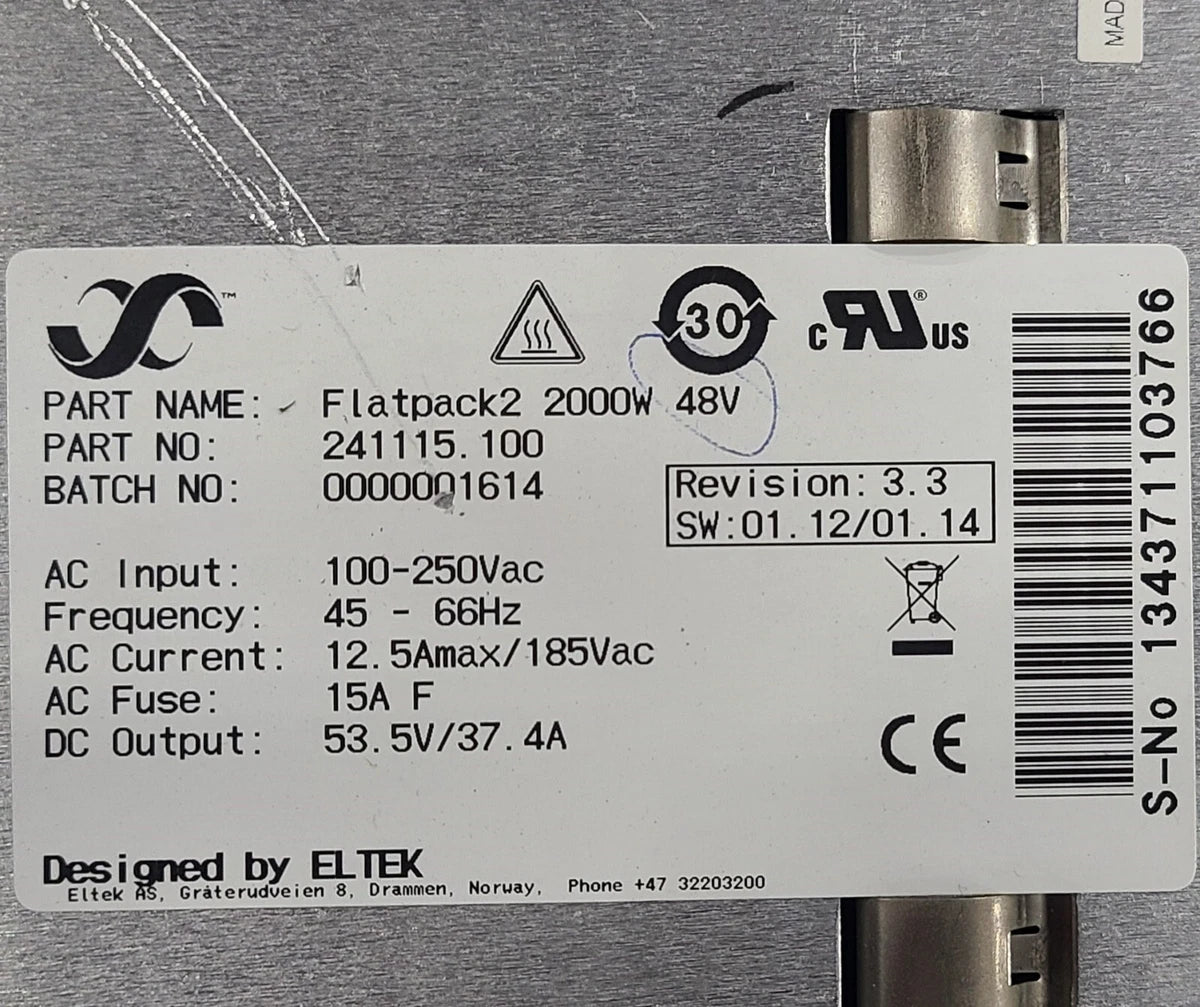 MAD
™
30
c RU ® US
PART NAME: Flatpack2 2000W 48V
PART NO: 241115.100
BATCH NO: 0000001614
Revision: 3.3
SW:01.12/01.14
AC Input: 100-250Vac
Frequency: 45 - 66Hz
AC Current: 12.5Amax/185Vac
AC Fuse: 15A F
DC Output: 53.5V/37.4A
CE
Designed by ELTEK
Eltek AS, Gråterudveien 8, Drammen, Norway, Phone +47 32203200
S-No 134371103766